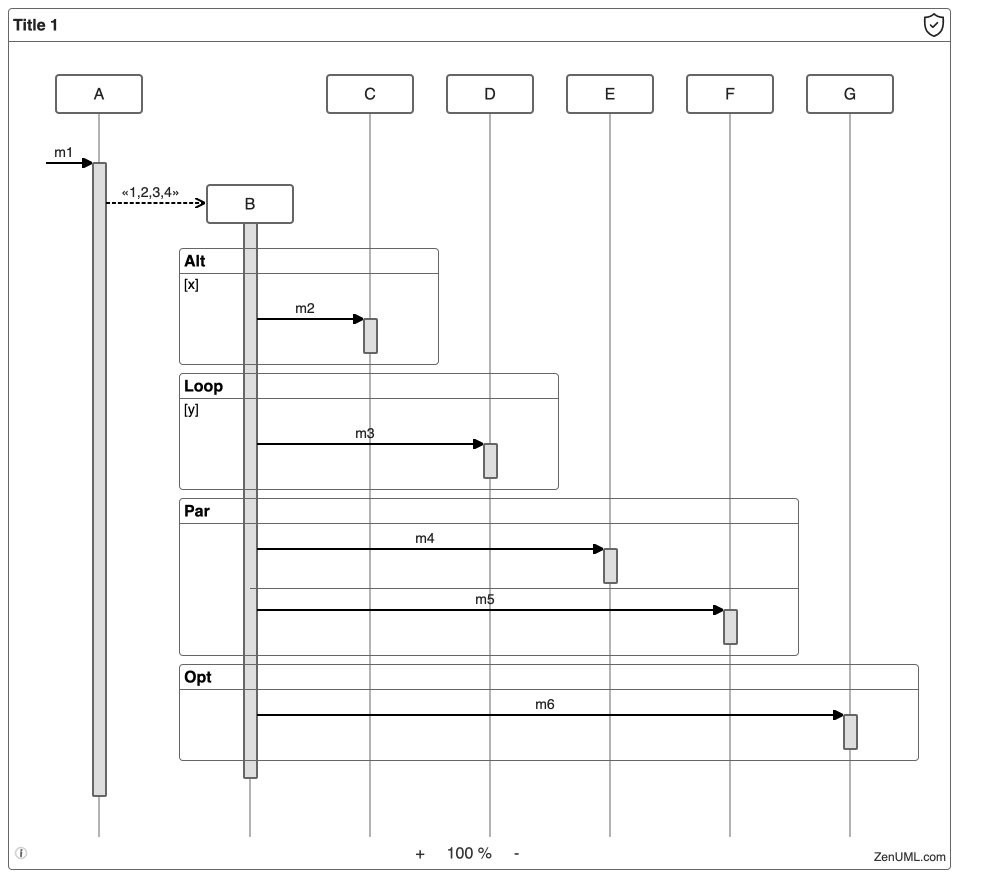 Title 1
A
C
D
E
F
G
m1
«1,2,3,4»
B
Alt
[x]
m2
Loop
[y]
m3
Par
m4
m5
Opt
m6
+ 100 % -
ZenUML.com